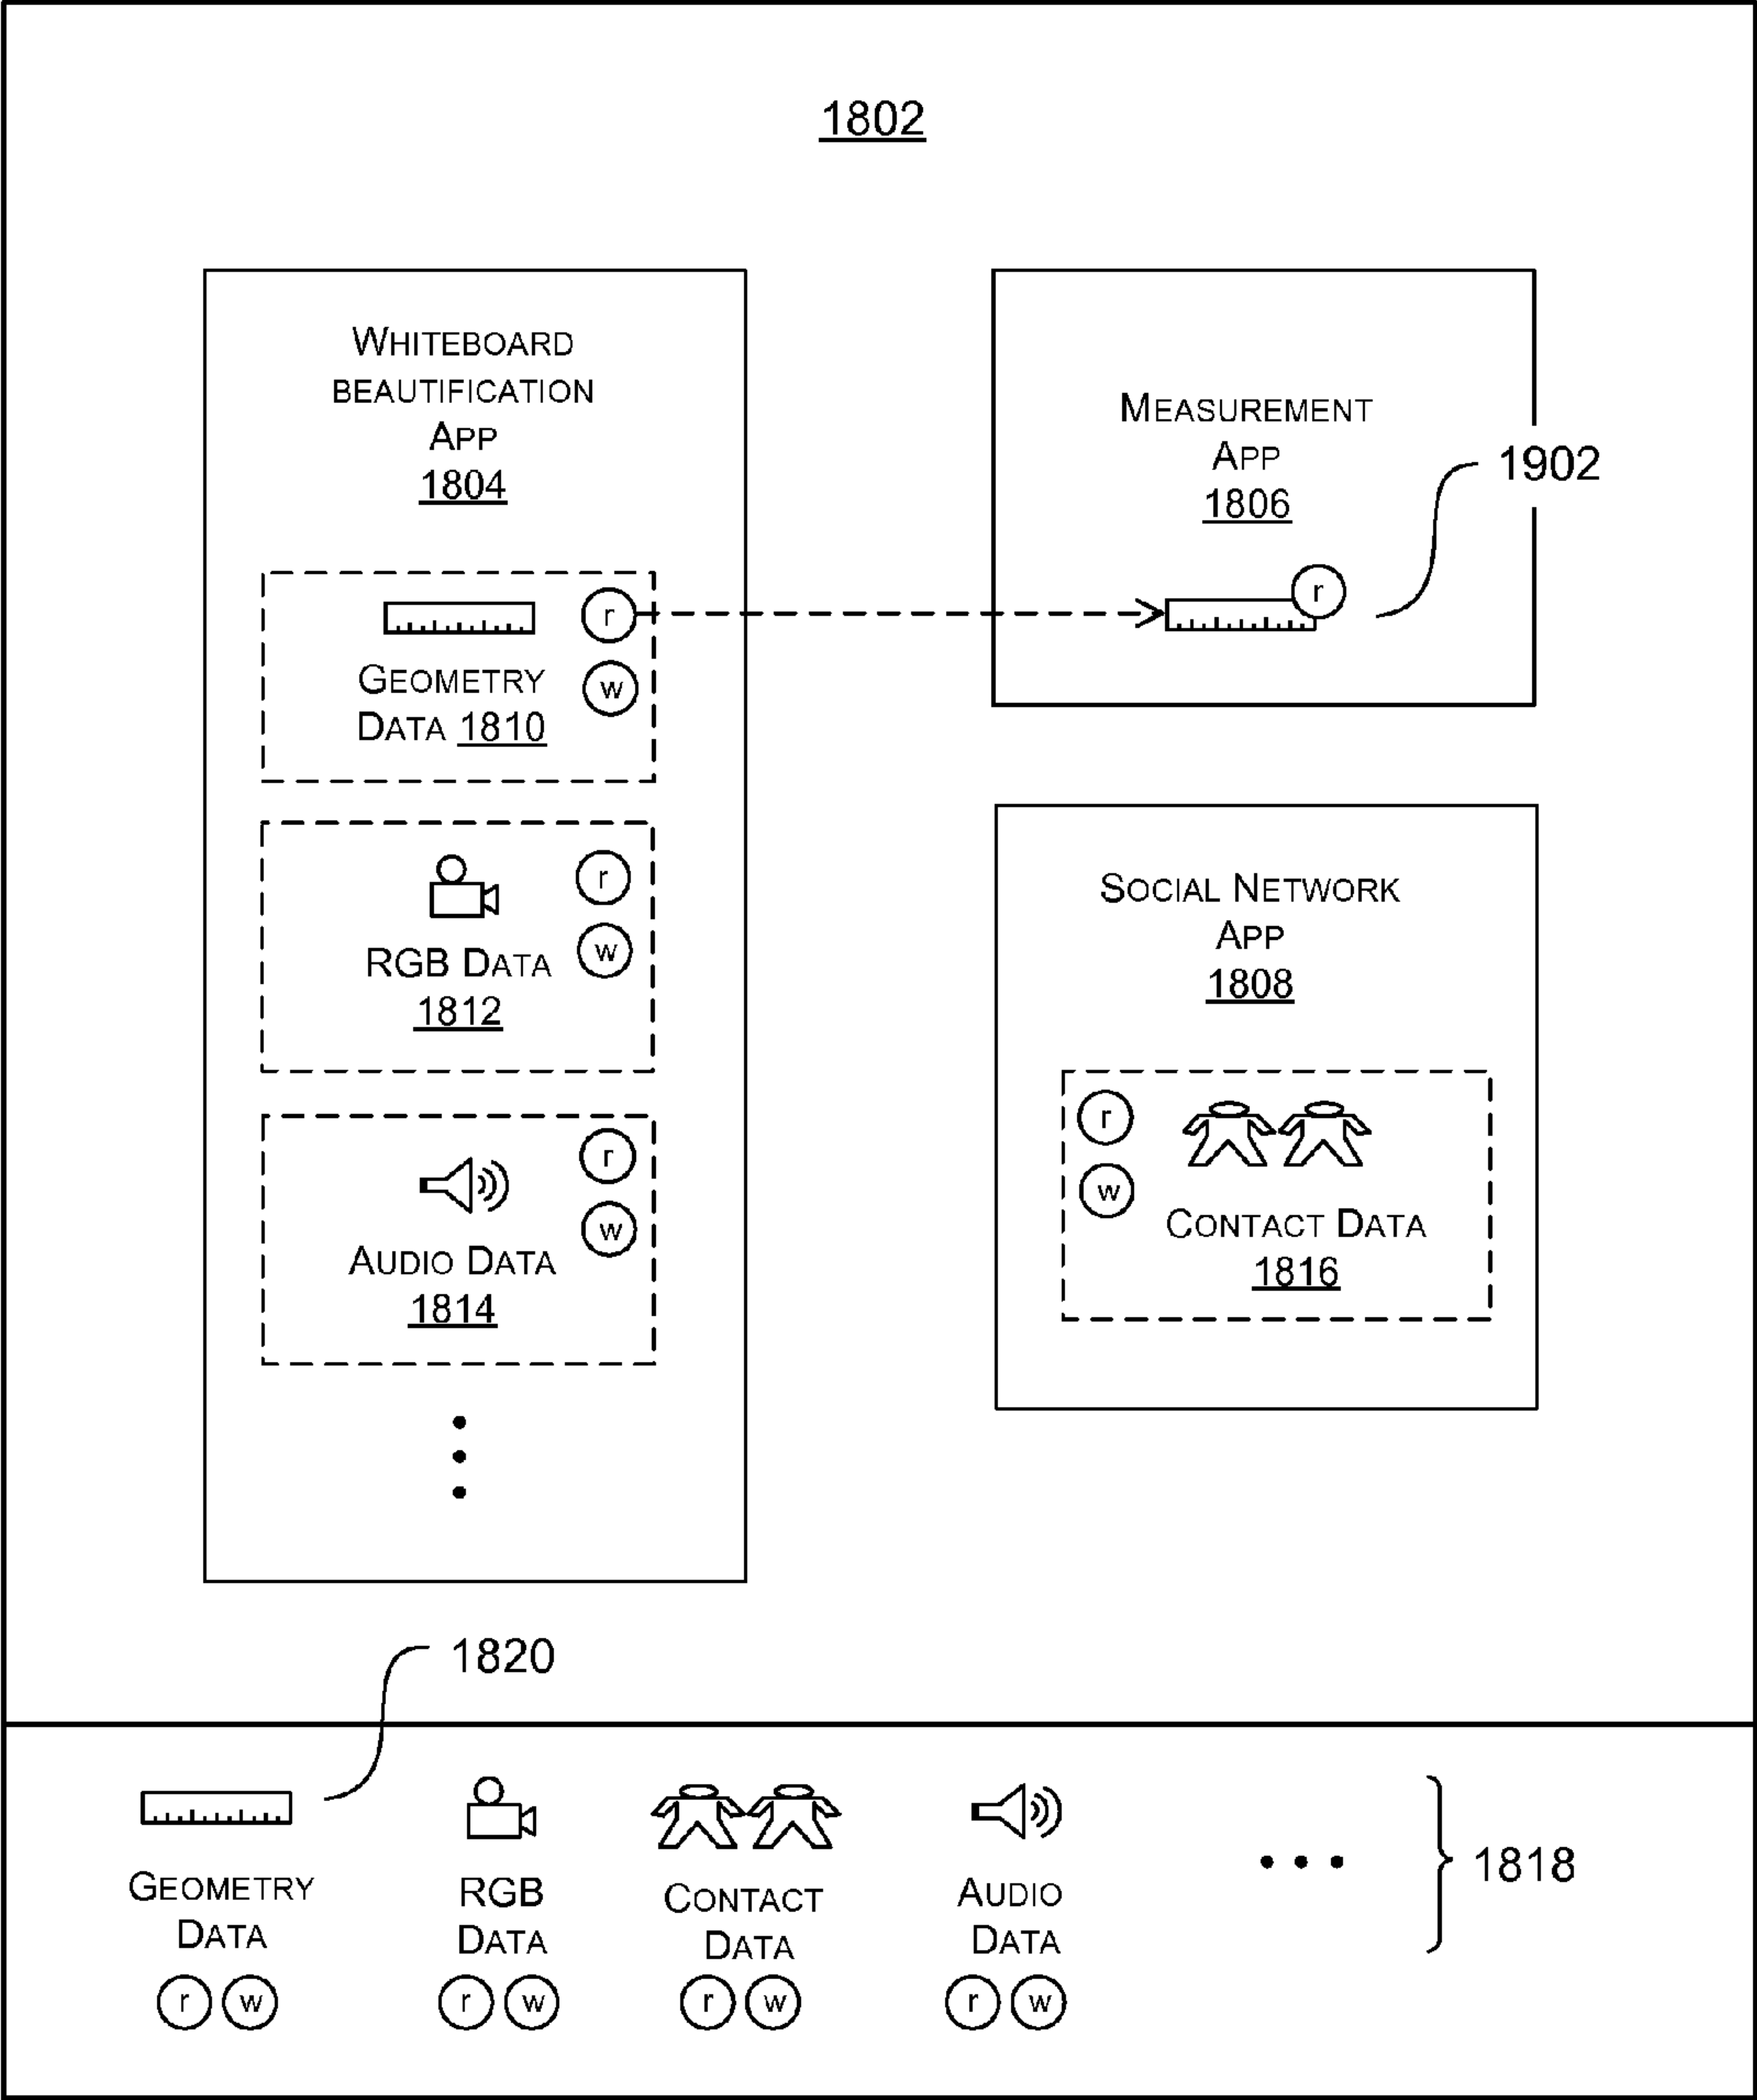 1802
WHITEBOARD
BEAUTIFICATION
APP
1804
GEOMETRY
DATA 1810
r
w
RGB DATA
1812
r
w
AUDIO DATA
1814
r
w
MEASUREMENT
APP
1806
r
1902
SOCIAL NETWORK
APP
1808
r
w
CONTACT DATA
1816
1820
GEOMETRY
DATA
r w
RGB
DATA
r w
CONTACT
DATA
r w
AUDIO
DATA
r w
1818